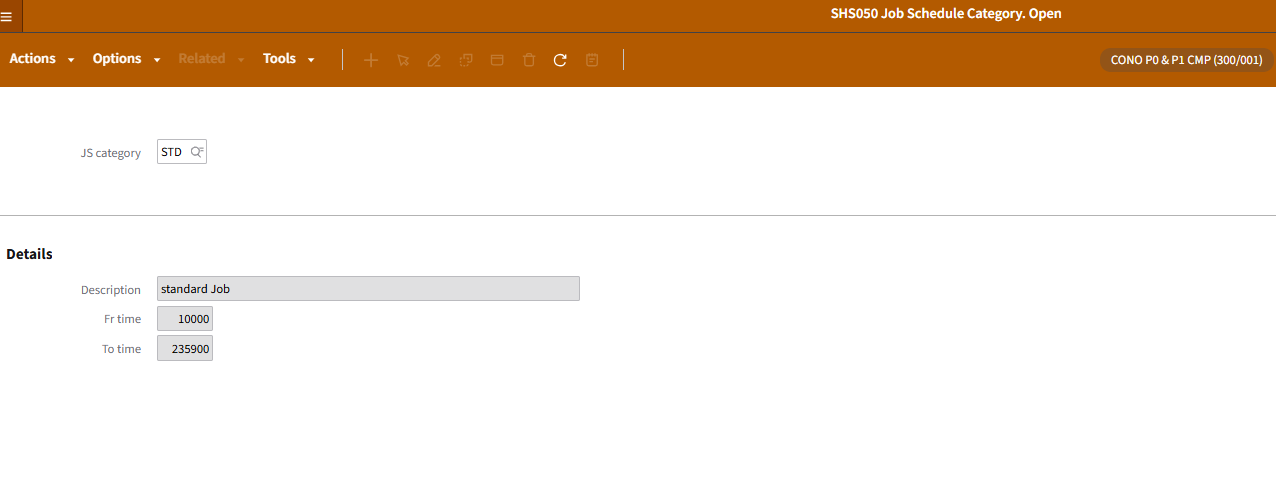 SHS050 Job Schedule Category. Open
Actions Options Related Tools CONO P0 & P1 CMP (300/001)
JS category STD
Details
Description standard Job
Fr time 10000
To time 235900